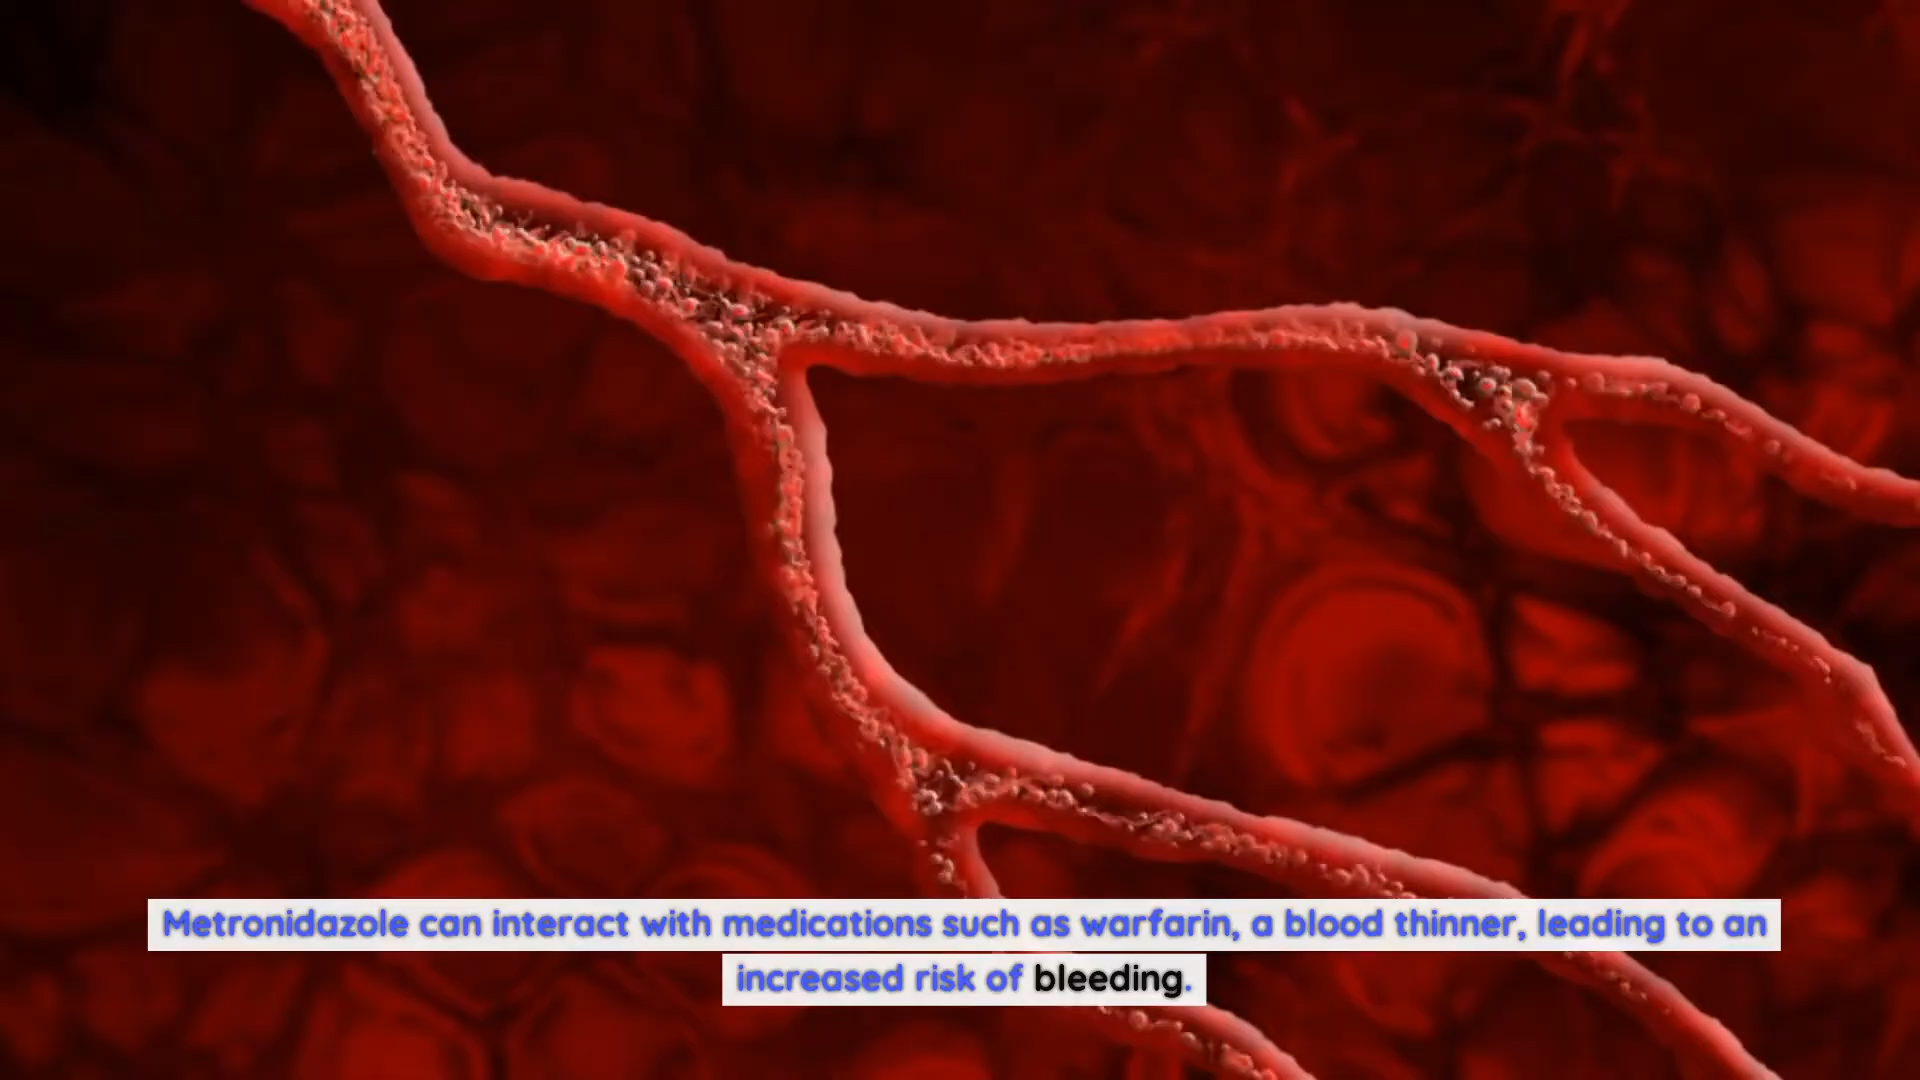 Metronidazole can interact with medications such as warfarin, a blood thinner, leading to an
increased risk of bleeding.